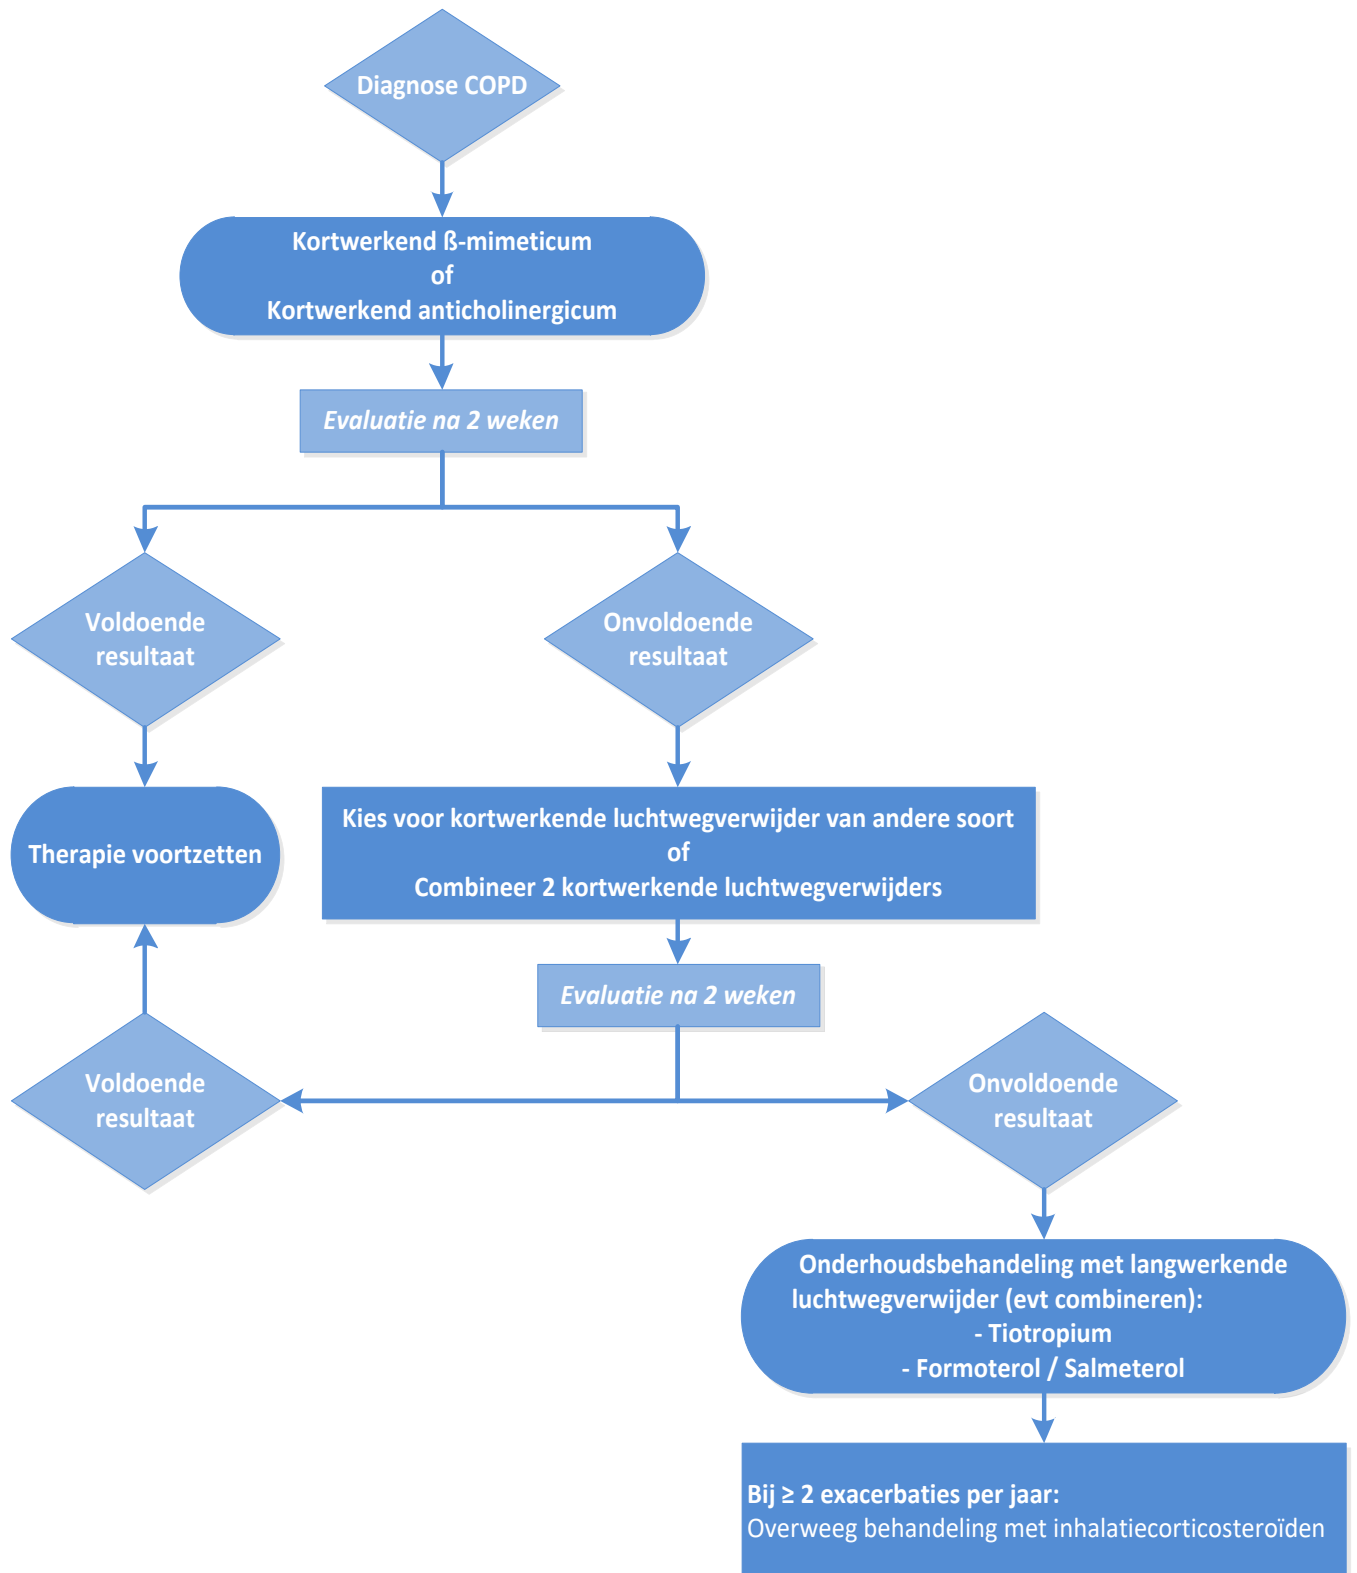 Diagnose COPD
Kortwerkend ß-mimeticum
of
Kortwerkend anticholinergicum
Evaluatie na 2 weken
Voldoende
resultaat
Onvoldoende
resultaat
Therapie voortzetten
Kies voor kortwerkende luchtwegverwijder van andere soort
of
Combineer 2 kortwerkende luchtwegverwijders
Evaluatie na 2 weken
Voldoende
resultaat
Onvoldoende
resultaat
Onderhoudsbehandeling met langwerkende
luchtwegverwijder (evt combineren):
- Tiotropium
- Formoterol / Salmeterol
Bij ≥ 2 exacerbaties per jaar:
Overweeg behandeling met inhalatiecorticosteroïden